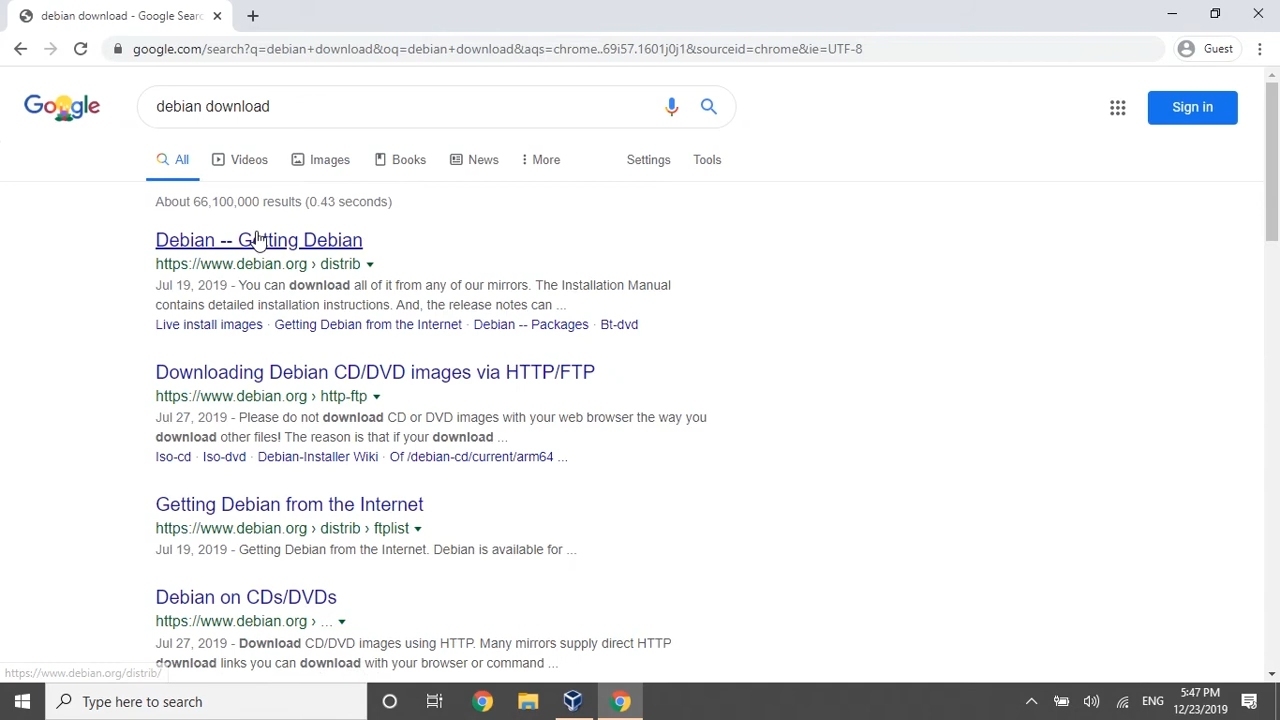 debian download - Google Searc
google.com/search?q=debian+download&oq=debian+download&aqs=chrome..69i57.1601j0j1&sourceid=chrome&ie=UTF-8
Guest
Google
debian download
Sign in
All
Videos
Images
Books
News
More
Settings
Tools
About 66,100,000 results (0.43 seconds)
Debian -- Getting Debian
https://www.debian.org › distrib
Jul 19, 2019 - You can download all of it from any of our mirrors. The Installation Manual
contains detailed installation instructions. And, the release notes can ...
Live install images · Getting Debian from the Internet · Debian -- Packages · Bt-dvd
Downloading Debian CD/DVD images via HTTP/FTP
https://www.debian.org › http-ftp
Jul 27, 2019 - Please do not download CD or DVD images with your web browser the way you
download other files! The reason is that if your download ...
Iso-cd · Iso-dvd · Debian-Installer Wiki · Of /debian-cd/current/arm64 ...
Getting Debian from the Internet
https://www.debian.org › distrib › ftplist
Jul 19, 2019 - Getting Debian from the Internet. Debian is available for ...
Debian on CDs/DVDs
https://www.debian.org › ...
Jul 27, 2019 - Download CD/DVD images using HTTP. Many mirrors supply direct HTTP
download links you can download with your browser or command ...
https://www.debian.org/distrib/
Type here to search
ENG
5:47 PM
12/23/2019